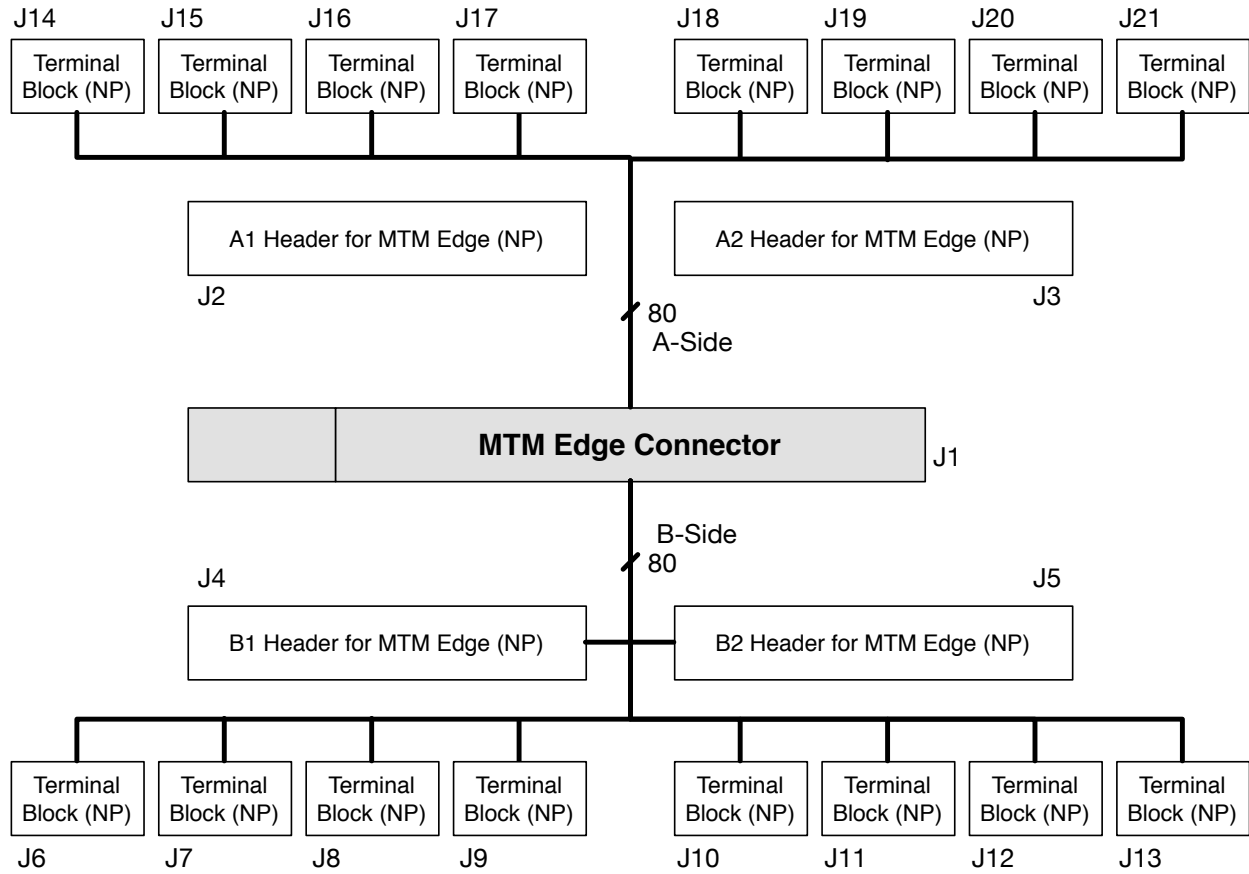 J14 J15 J16 J17 J18 J19 J20 J21
Terminal Block (NP)
Terminal Block (NP)
Terminal Block (NP)
Terminal Block (NP)
Terminal Block (NP)
Terminal Block (NP)
Terminal Block (NP)
Terminal Block (NP)
A1 Header for MTM Edge (NP)
A2 Header for MTM Edge (NP)
J2
J3
80
A-Side
MTM Edge Connector
J1
B-Side
80
J4
J5
B1 Header for MTM Edge (NP)
B2 Header for MTM Edge (NP)
Terminal Block (NP)
Terminal Block (NP)
Terminal Block (NP)
Terminal Block (NP)
Terminal Block (NP)
Terminal Block (NP)
Terminal Block (NP)
Terminal Block (NP)
J6 J7 J8 J9 J10 J11 J12 J13